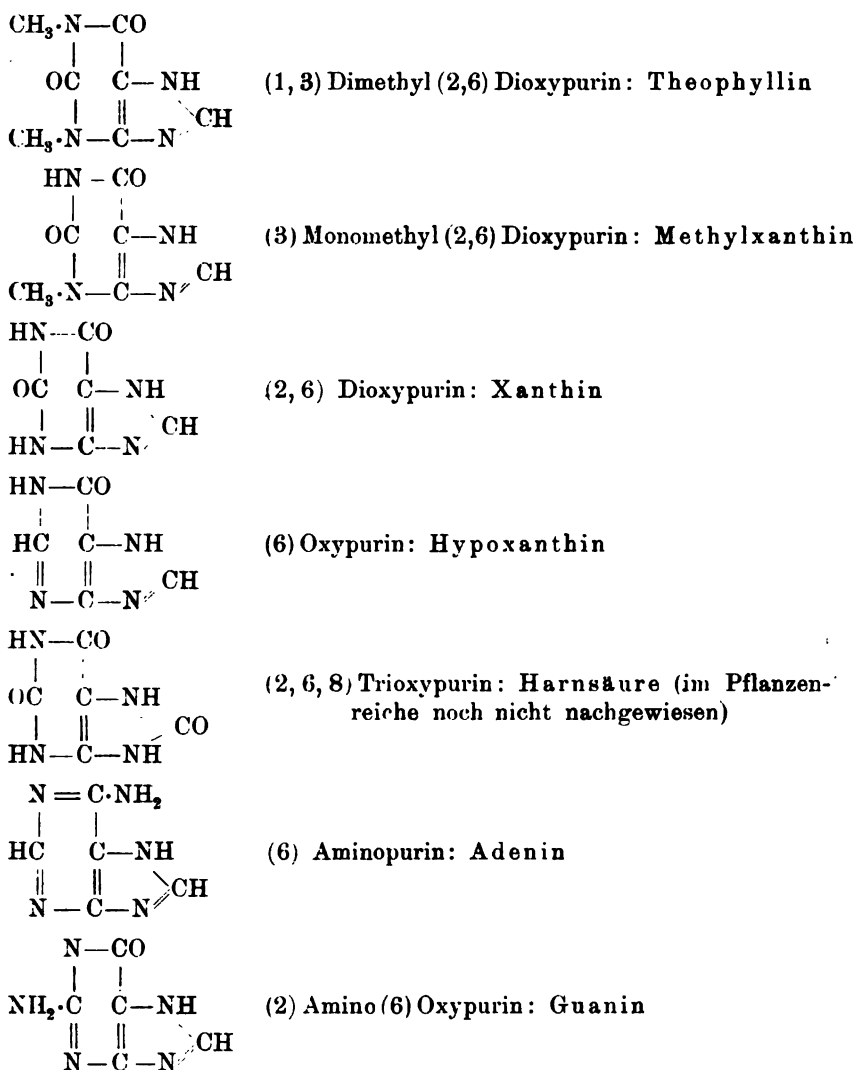 CH₃·N—CO
| |
OC C—NH (1, 3) Dimethyl (2,6) Dioxypurin: Theophyllin
| || CH
CH₃·N—C—N
HN–CO
| |
OC C—NH (3) Monomethyl (2,6) Dioxypurin: Methylxanthin
| || CH
CH₃·N—C—N
HN—CO
| |
OC C—NH (2, 6) Dioxypurin: Xanthin
| || CH
HN—C—N
HN—CO
| |
HC C—NH (6) Oxypurin: Hypoxanthin
|| || CH
N—C—N
HN—CO
| |
OC C—NH (2, 6, 8) Trioxypurin: Harnsäure (im Pflanzen-
reiche noch nicht nachgewiesen)
| || CO
HN—C—NH
N=C·NH₂
| |
HC C—NH (6) Aminopurin: Adenin
|| || CH
N—C—N
N—CO
| |
NH₂·C C—NH (2) Amino (6) Oxypurin: Guanin
|| || CH
N—C—N